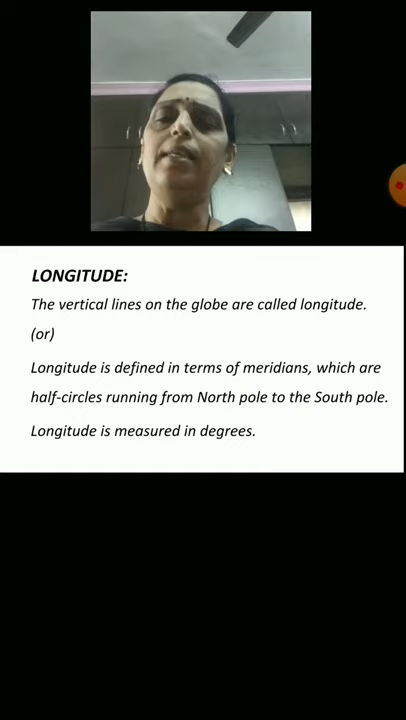 LONGITUDE:
The vertical lines on the globe are called longitude.
(or)
Longitude is defined in terms of meridians, which are
half-circles running from North pole to the South pole.
Longitude is measured in degrees.